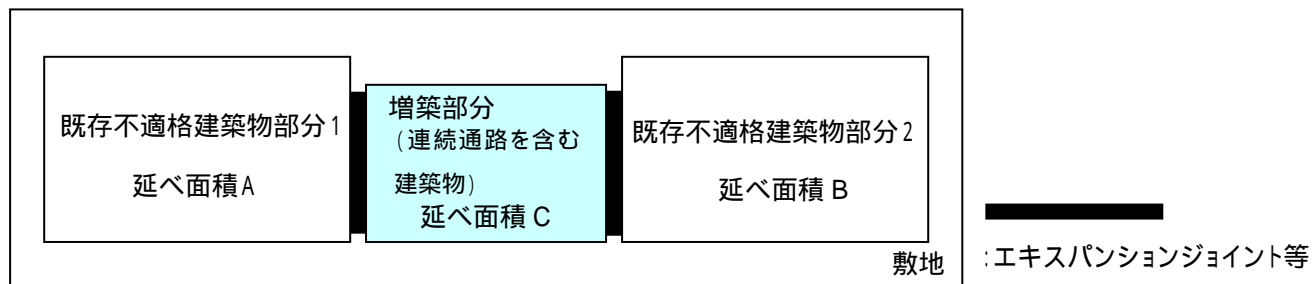 既存不適格建築物部分1
延べ面積A
増築部分
(連続通路を含む
建築物)
延べ面積C
既存不適格建築物部分2
延べ面積B
敷地
:エキスパンションジョイント等